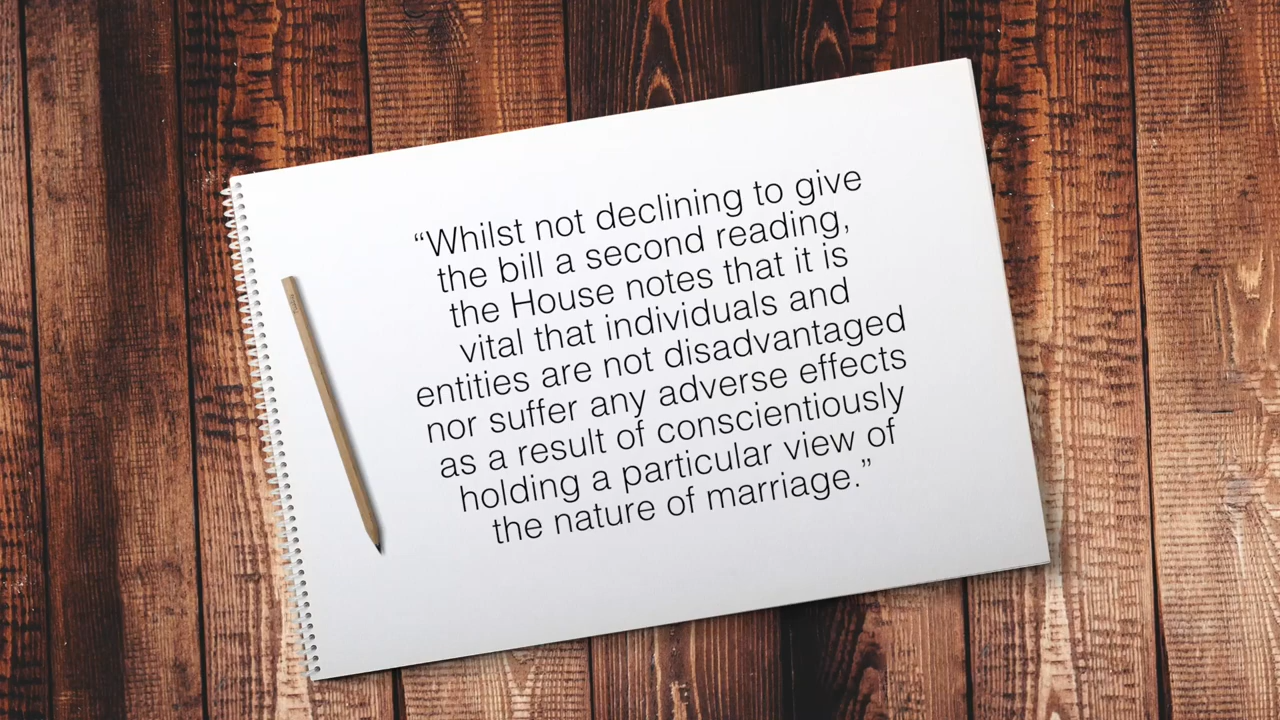 “Whilst not declining to give
the bill a second reading,
the House notes that it is
vital that individuals and
entities are not disadvantaged
nor suffer any adverse effects
as a result of conscientiously
holding a particular view of
the nature of marriage.”